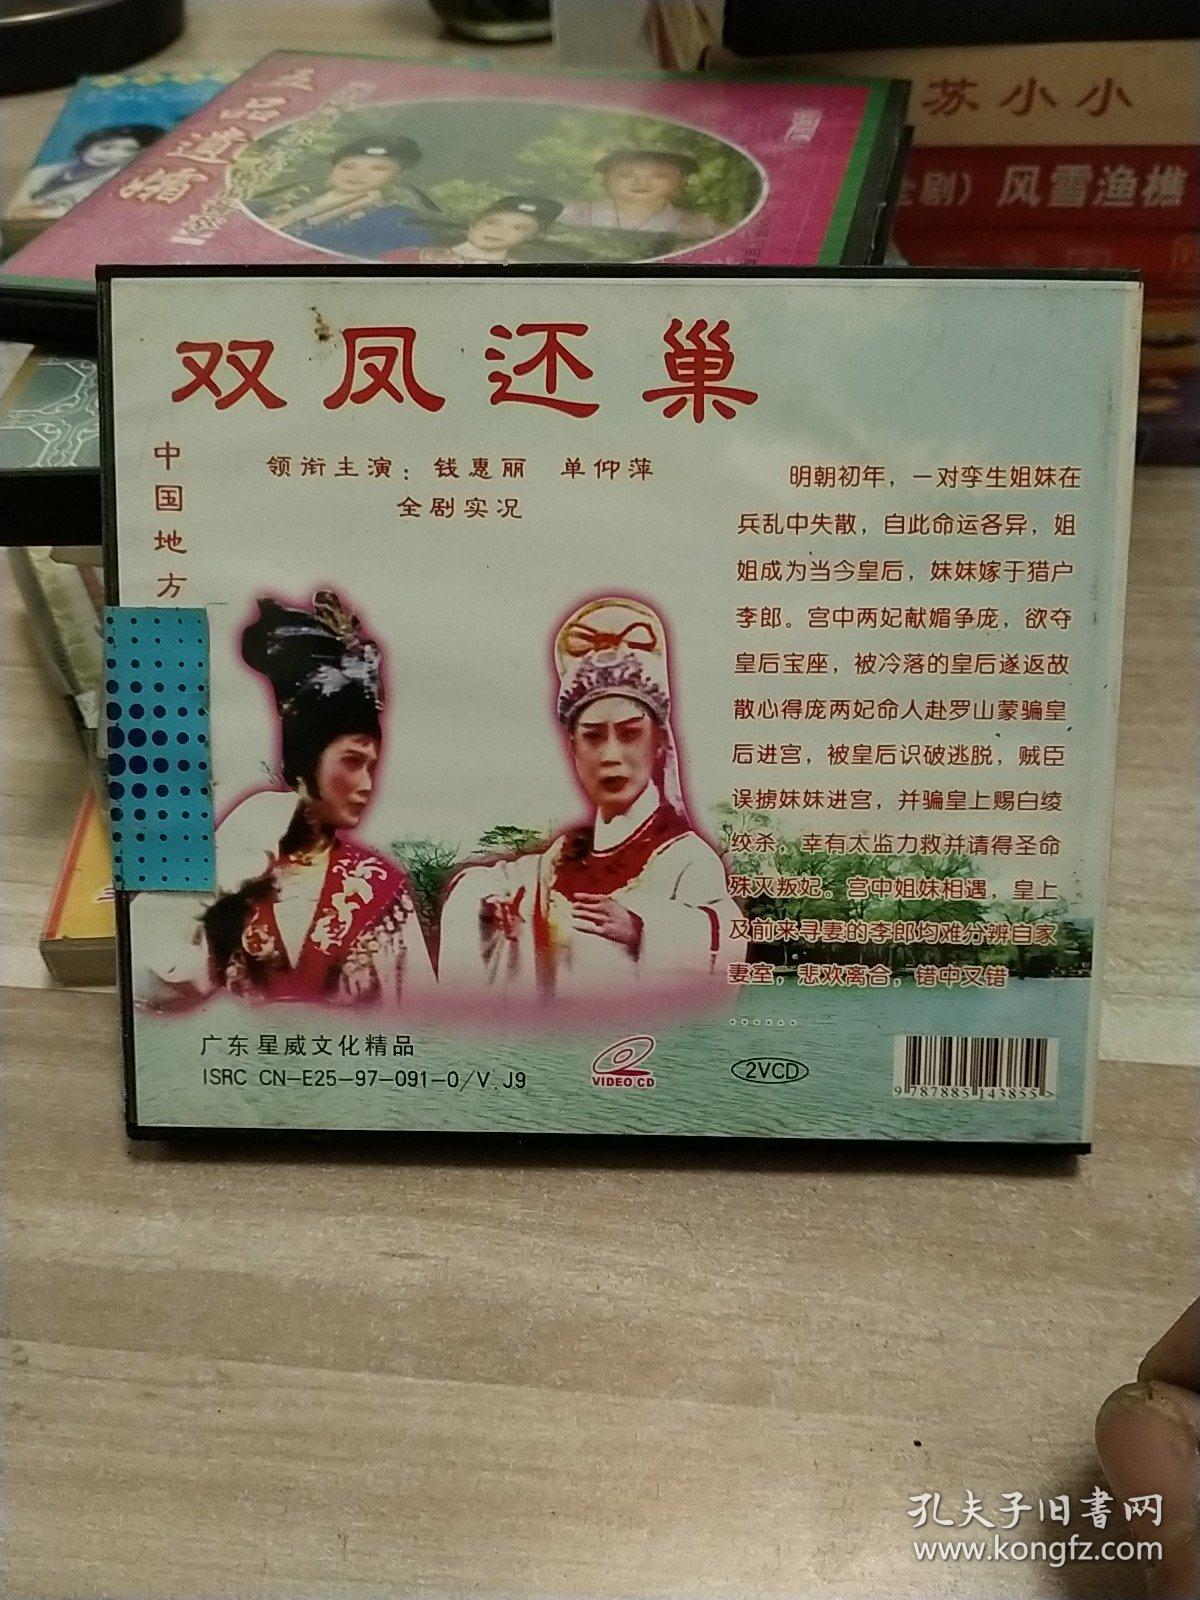 苏小小
全剧）风雪渔樵
双凤还巢
中国地方
领衔主演：钱惠丽 单仰萍
全剧实况
明朝初年，一对孪生姐妹在
兵乱中失散，自此命运各异，姐
姐成为当今皇后，妹妹嫁于猎户
李郎。宫中两妃献媚争庞，欲夺
皇后宝座，被冷落的皇后遂返故
散心得庞两妃命人赴罗山蒙骗皇
后进宫，被皇后识破逃脱，贼臣
误掳妹妹进宫，并骗皇上赐白绫
绞杀，幸有太监力救并请得圣命
殊灭叛妃。宫中姐妹相遇，皇上
及前来寻妻的李郎均难分辨自家
妻室，悲欢离合，错中又错
……
广东星威文化精品
ISRC CN-E25-97-091-0/V.J9
VIDEO CD
2VCD
9 787885 143855 >
孔夫子旧书网
www.kongfz.com